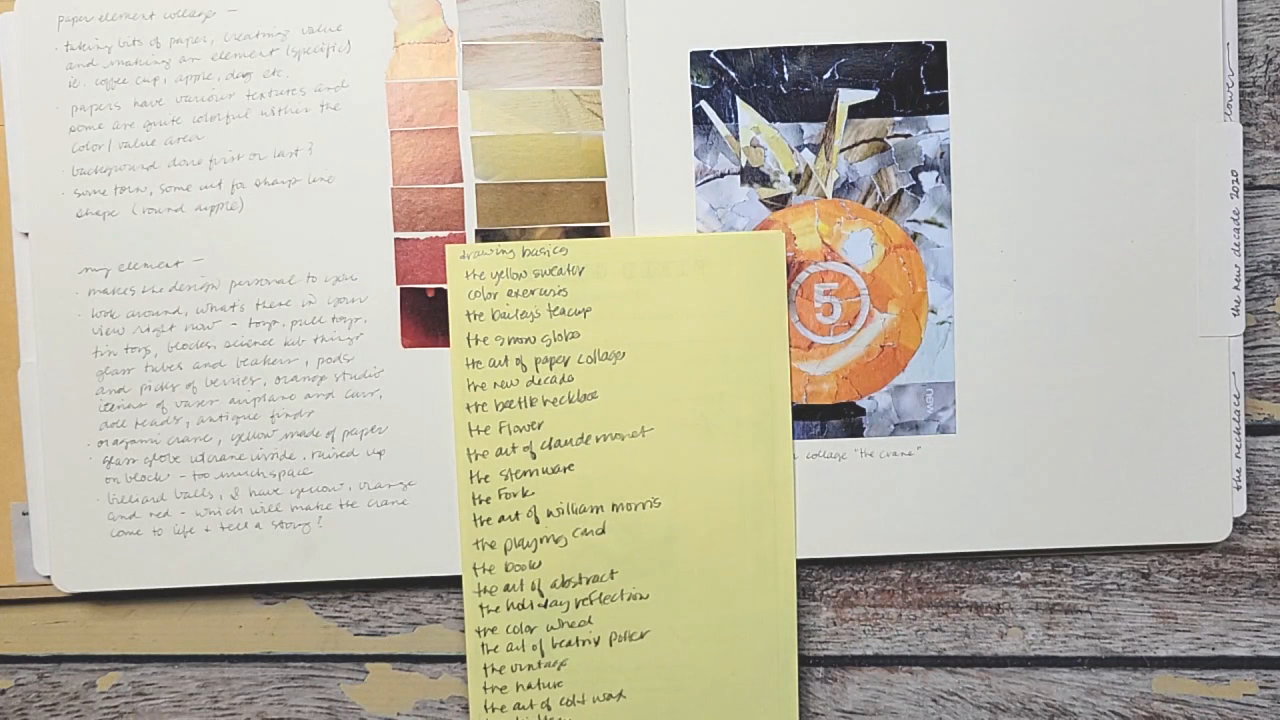 paper element collage -
· taking bits of paper, creating value
and making an element (specific)
ie. coffee cup, apple, dog etc.
· papers have various textures and
some are quite colorful within the
color/value area
· background done first or last?
· some torn, some cut for sharp line
shape (round apple)
my element -
· makes the design personal to you
· look around, what's there in your
view right now - toys, pull toys,
tin toys, blocks, science lab things
glass tubes and beakers, pods
and picks of berries, orange studio
items of vases airplane and cars,
doll heads, antique finds
· oragami crane, yellow made of paper
· glass globe w/crane inside, raised up
on block - too much space
· billiard balls, I have yellow, orange
and red - which will make the crane
come to life + tell a story?
drawing basics
the yellow sweater
color exercises
the bailey's teacup
the snow globe
the art of paper collage
the new decade
the beetle necklace
the flower
the art of claude monet
the stemware
the fork
the art of william morris
the playing card
the book
the art of abstract
the holiday reflection
the color wheel
the art of beatrix potter
the vintage
the nature
the art of cold wax
5
collage "the crane"
flower
the new decade 2020
the necklace